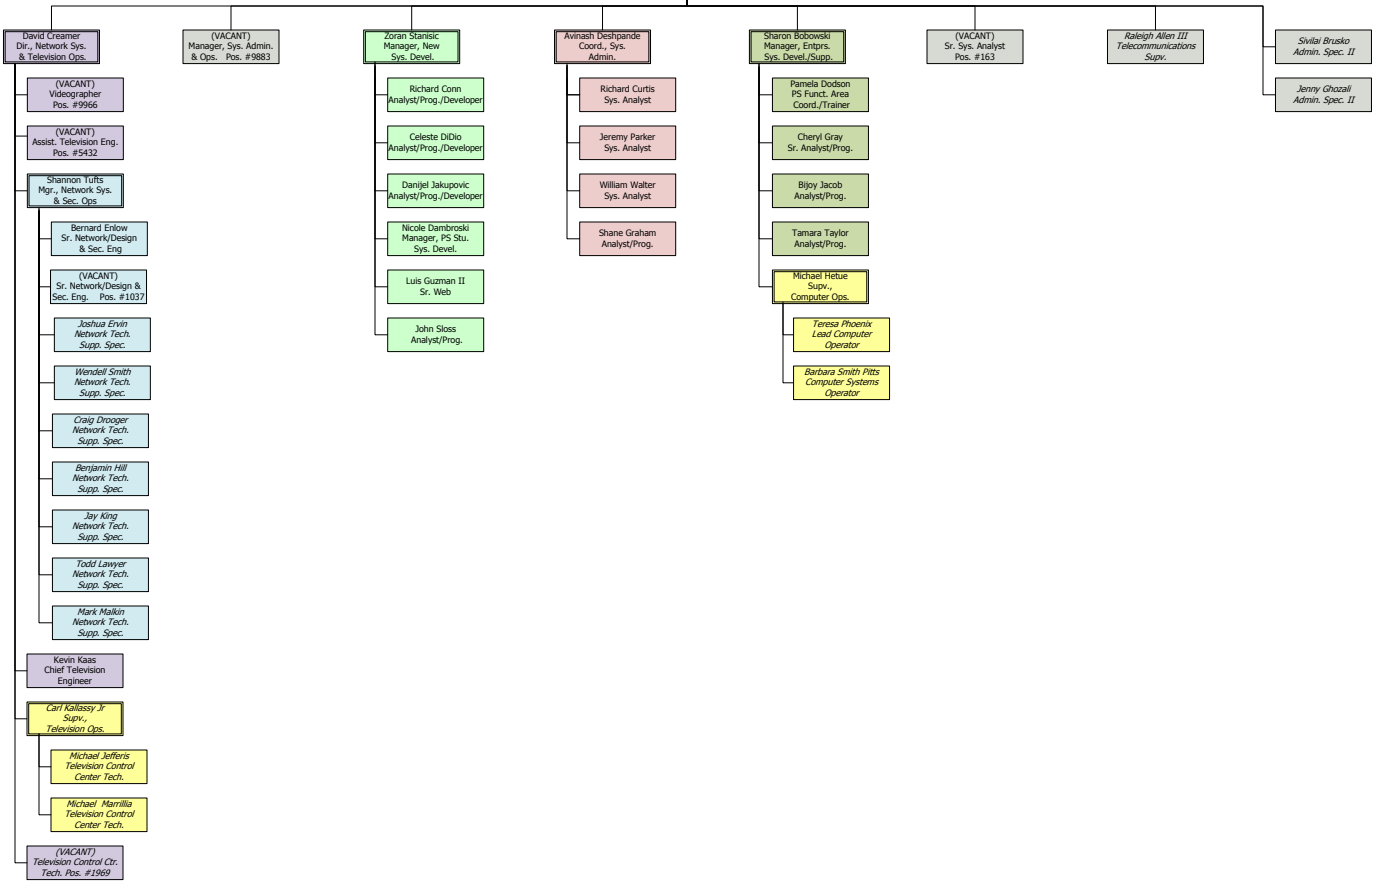 David Creamer
Dir., Network Sys.
& Television Ops.
(VACANT)
Videographer
Pos. #9966
(VACANT)
Assist. Television Eng.
Pos. #5432
Shannon Tufts
Mgr., Network Sys.
& Sec. Ops
Bernard Enlow
Sr. Network/Design
& Sec. Eng
(VACANT)
Sr. Network/Design &
Sec. Eng.   Pos. #1037
Joshua Ervin
Network Tech.
Supp. Spec.
Wendell Smith
Network Tech.
Supp. Spec.
Craig Drooger
Network Tech.
Supp. Spec.
Benjamin Hill
Network Tech.
Supp. Spec.
Jay King
Network Tech.
Supp. Spec.
Todd Lawyer
Network Tech.
Supp. Spec.
Mark Malkin
Network Tech.
Supp. Spec.
Kevin Kaas
Chief Television
Engineer
Carl Kallassy Jr
Supv.,
Television Ops.
Michael Jefferis
Television Control
Center Tech.
Michael  Marrillia
Television Control
Center Tech.
(VACANT)
Television Control Ctr.
Tech. Pos. #1969
(VACANT)
Manager, Sys. Admin.
& Ops.   Pos. #9883
Zoran Stanisic
Manager, New
Sys. Devel.
Richard Conn
Analyst/Prog./Developer
Celeste DiDio
Analyst/Prog./Developer
Danijel Jakupovic
Analyst/Prog./Developer
Nicole Dambroski
Manager, PS Stu.
Sys. Devel.
Luis Guzman II
Sr. Web
John Sloss
Analyst/Prog.
Avinash Deshpande
Coord., Sys.
Admin.
Richard Curtis
Sys. Analyst
Jeremy Parker
Sys. Analyst
William Walter
Sys. Analyst
Shane Graham
Analyst/Prog.
Sharon Bobowski
Manager, Entprs.
Sys. Devel./Supp.
Pamela Dodson
PS Funct. Area
Coord./Trainer
Cheryl Gray
Sr. Analyst/Prog.
Bijoy Jacob
Analyst/Prog.
Tamara Taylor
Analyst/Prog.
Michael Hetue
Supv.,
Computer Ops.
Teresa Phoenix
Lead Computer
Operator
Barbara Smith Pitts
Computer Systems
Operator
(VACANT)
Sr. Sys. Analyst
Pos. #163
Raleigh Allen III
Telecommunications
Supv.
Sivilai Brusko
Admin. Spec. II
Jenny Ghozali
Admin. Spec. II